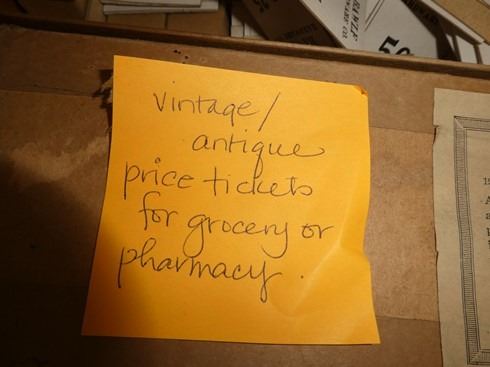 vintage/
antique
price tickets
for grocery or
pharmacy.